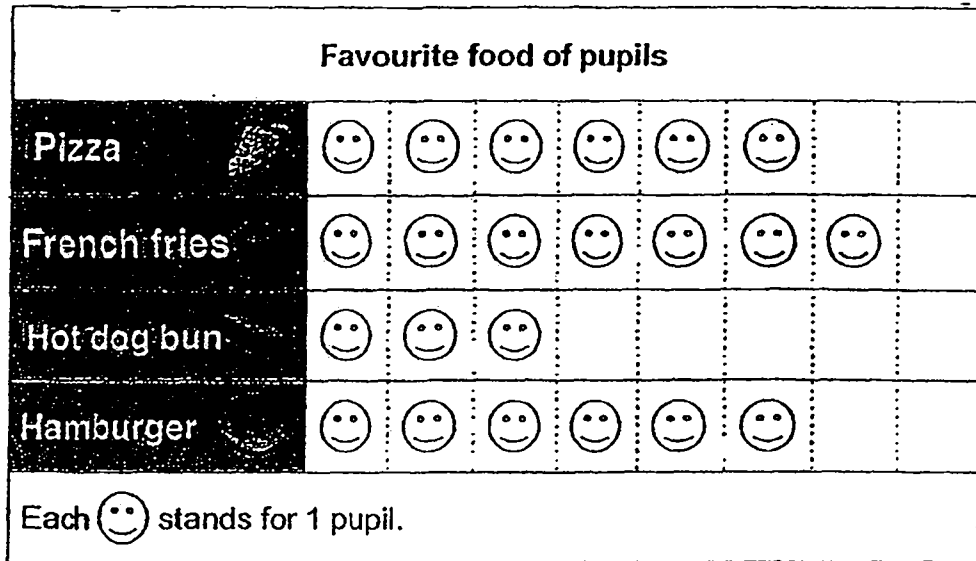 Favourite food of pupils
Pizza
French fries
Hot dog bun
Hamburger
Each stands for 1 pupil.